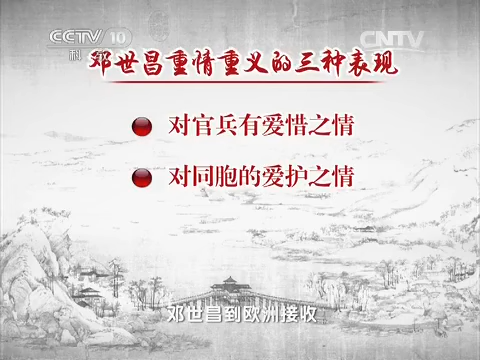 CCTV 10
科教
CNTV
邓世昌重情重义的三种表现
对官兵有爱惜之情
对同胞的爱护之情
邓世昌到欧洲接收